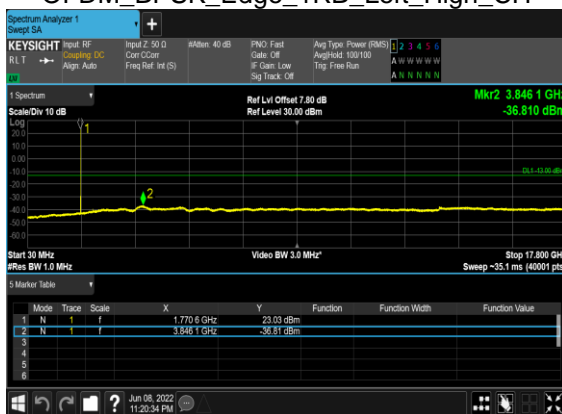 OFDM_BPSK_Edge_1RB_Left_High_CH
Spectrum Analyzer 1
Swept SA
KEYSIGHT Input: RF Input Z: 50 Ω #Atten: 40 dB PNO: Fast Avg Type: Power (RMS) 1 2 3 4 5 6
RLT Coupling: DC Corr CCorr Gate: Off Avg|Hold: 100/100 A W W W W W
Align: Auto Freq Ref: Int (S) IF Gain: Low Trig: Free Run
Sig Track: Off A N N N N N
LXI
1 Spectrum Ref Lvl Offset 7.80 dB Mkr2 3.846 1 GHz
Scale/Div 10 dB Ref Level 30.00 dBm -36.810 dBm
Log
20.0
1
10.0
0.00
-10.0
DL1 -13.00 dBm
-20.0
-30.0
2
-40.0
-50.0
-60.0
Start 30 MHz Video BW 3.0 MHz* Stop 17.800 GH
#Res BW 1.0 MHz Sweep ~35.1 ms (40001 pts
5 Marker Table
Mode Trace Scale X Y Function Function Width Function Value
1 N 1 f 1.770 6 GHz 23.03 dBm
2 N 1 f 3.846 1 GHz -36.81 dBm
3
4
5
6
? Jun 08, 2022
11:20:34 PM